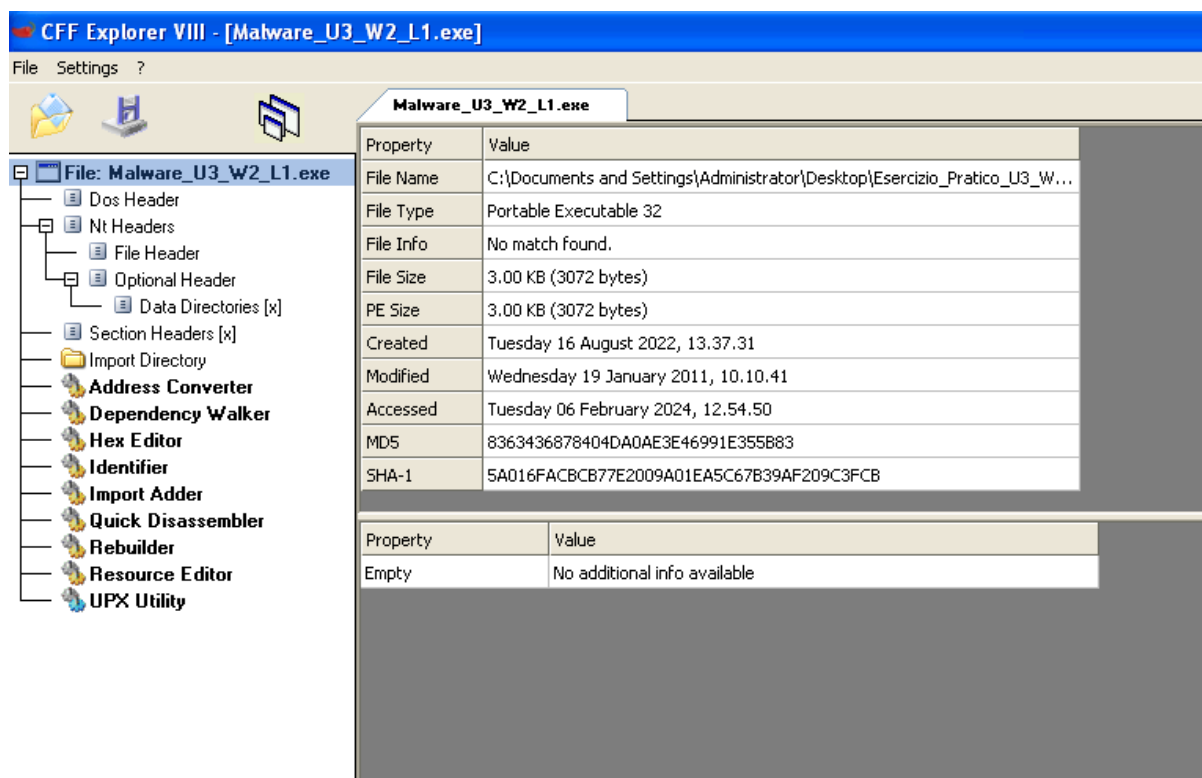 CFF Explorer VIII - [Malware_U3_W2_L1.exe]
File Settings ?
Malware_U3_W2_L1.exe
File: Malware_U3_W2_L1.exe
Dos Header
Nt Headers
File Header
Optional Header
Data Directories [x]
Section Headers [x]
Import Directory
Address Converter
Dependency Walker
Hex Editor
Identifier
Import Adder
Quick Disassembler
Rebuilder
Resource Editor
UPX Utility
Property Value
File Name C:\Documents and Settings\Administrator\Desktop\Esercizio_Pratico_U3_W...
File Type Portable Executable 32
File Info No match found.
File Size 3.00 KB (3072 bytes)
PE Size 3.00 KB (3072 bytes)
Created Tuesday 16 August 2022, 13.37.31
Modified Wednesday 19 January 2011, 10.10.41
Accessed Tuesday 06 February 2024, 12.54.50
MD5 8363436878404DA0AE3E46991E355B83
SHA-1 5A016FACBCB77E2009A01EA5C67B39AF209C3FCB
Property Value
Empty No additional info available